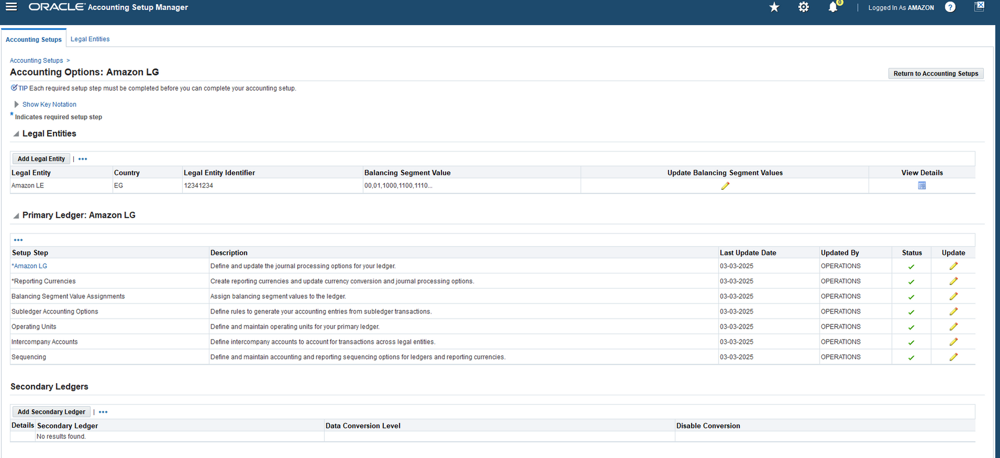 ORACLE Accounting Setup Manager
0
Logged In As AMAZON
?
Accounting Setups
Legal Entities
Accounting Setups >
Accounting Options: Amazon LG
Return to Accounting Setups
TIP Each required setup step must be completed before you can complete your accounting setup.
Show Key Notation
* Indicates required setup step
Legal Entities
Add Legal Entity | •••
Legal Entity Country Legal Entity Identifier Balancing Segment Value Update Balancing Segment Values View Details
Amazon LE EG 12341234 00,01,1000,1100,1110...
Primary Ledger: Amazon LG
•••
Setup Step Description Last Update Date Updated By Status Update
*Amazon LG Define and update the journal processing options for your ledger. 03-03-2025 OPERATIONS
*Reporting Currencies Create reporting currencies and update currency conversion and journal processing options. 03-03-2025 OPERATIONS
Balancing Segment Value Assignments Assign balancing segment values to the ledger. 03-03-2025 OPERATIONS
Subledger Accounting Options Define rules to generate your accounting entries from subledger transactions. 03-03-2025 OPERATIONS
Operating Units Define and maintain operating units for your primary ledger. 03-03-2025 OPERATIONS
Intercompany Accounts Define intercompany accounts to account for transactions across legal entities. 03-03-2025 OPERATIONS
Sequencing Define and maintain accounting and reporting sequencing options for ledgers and reporting currencies. 03-03-2025 OPERATIONS
Secondary Ledgers
Add Secondary Ledger | •••
Details Secondary Ledger Data Conversion Level Disable Conversion
No results found.